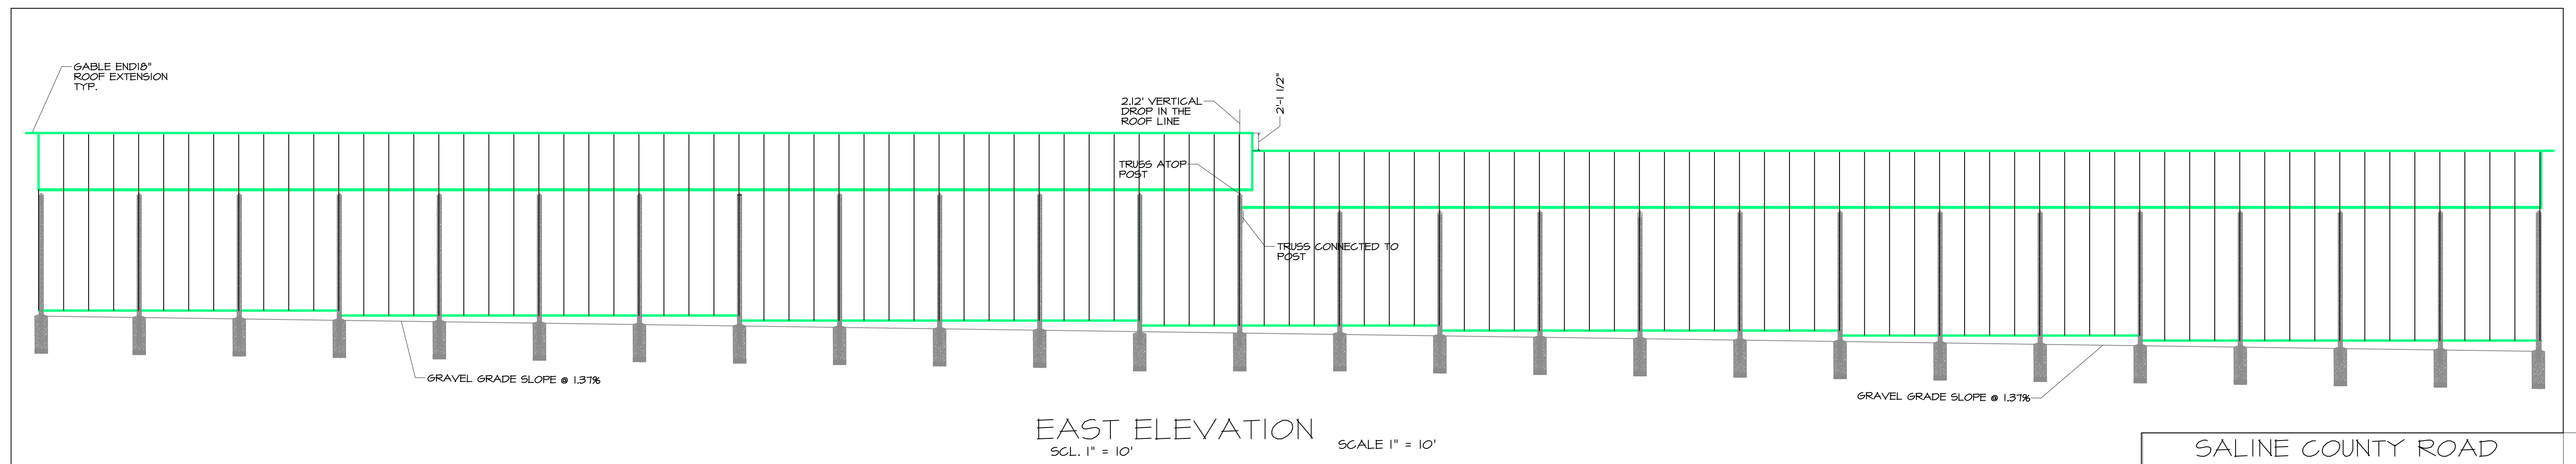 GABLE END18"
ROOF EXTENSION
TYP.
2.12' VERTICAL
DROP IN THE
ROOF LINE
2'-1 1/2"
TRUSS ATOP
POST
TRUSS CONNECTED TO
POST
GRAVEL GRADE SLOPE @ 1.37%
GRAVEL GRADE SLOPE @ 1.37%
EAST ELEVATION
SCL. 1" = 10'
SCALE 1" = 10'
SALINE COUNTY ROAD